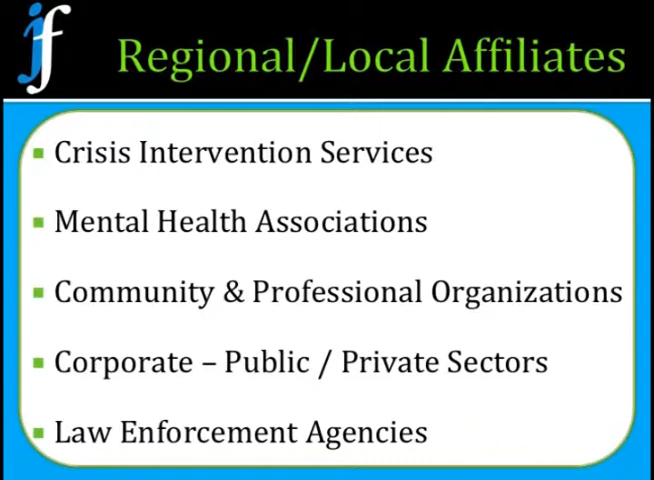 jf
Regional/Local Affiliates
Crisis Intervention Services
Mental Health Associations
Community & Professional Organizations
Corporate – Public / Private Sectors
Law Enforcement Agencies